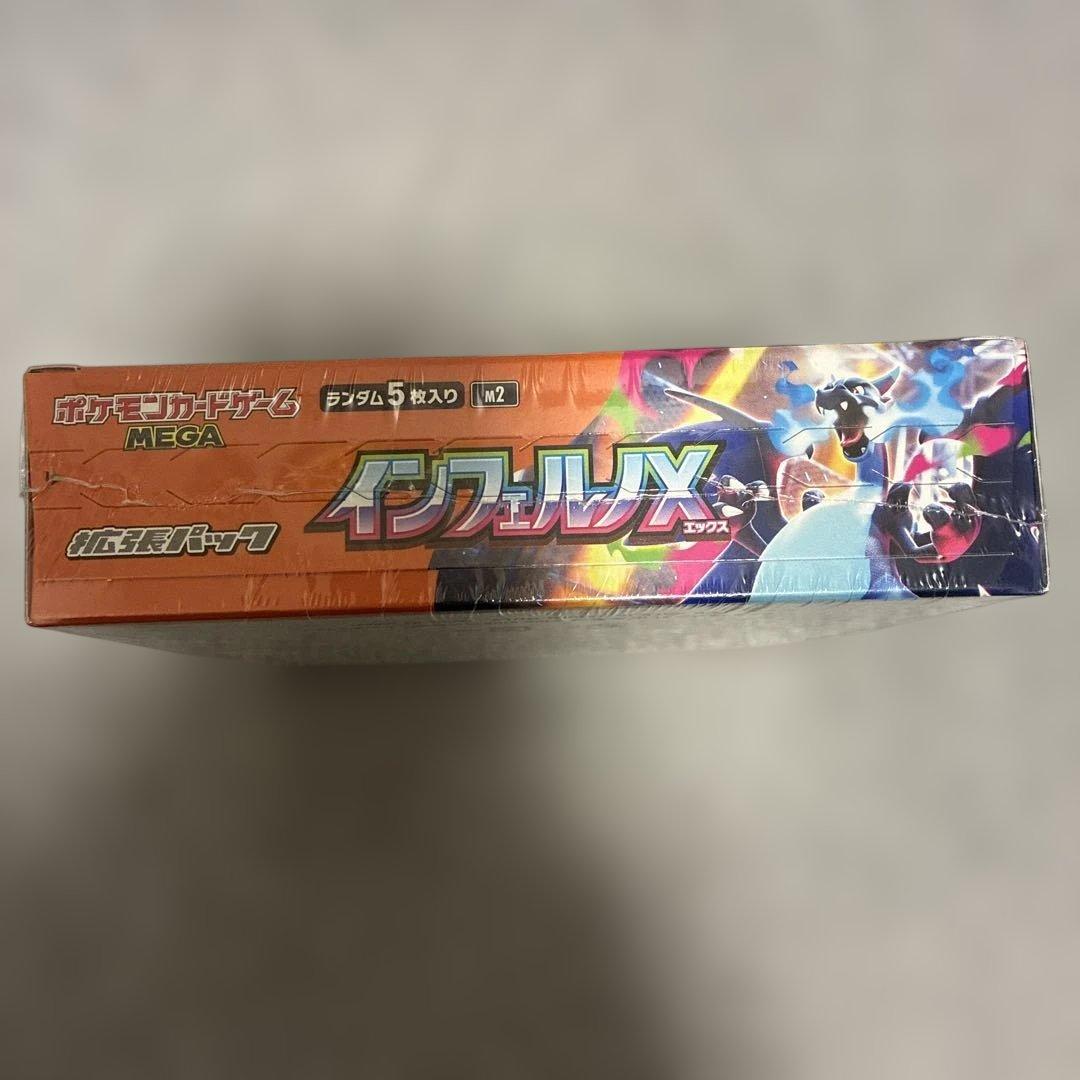 ポケモンカードゲーム
MEGA
ランダム5枚入り
M2
拡張パック
インフェルノX
エックス